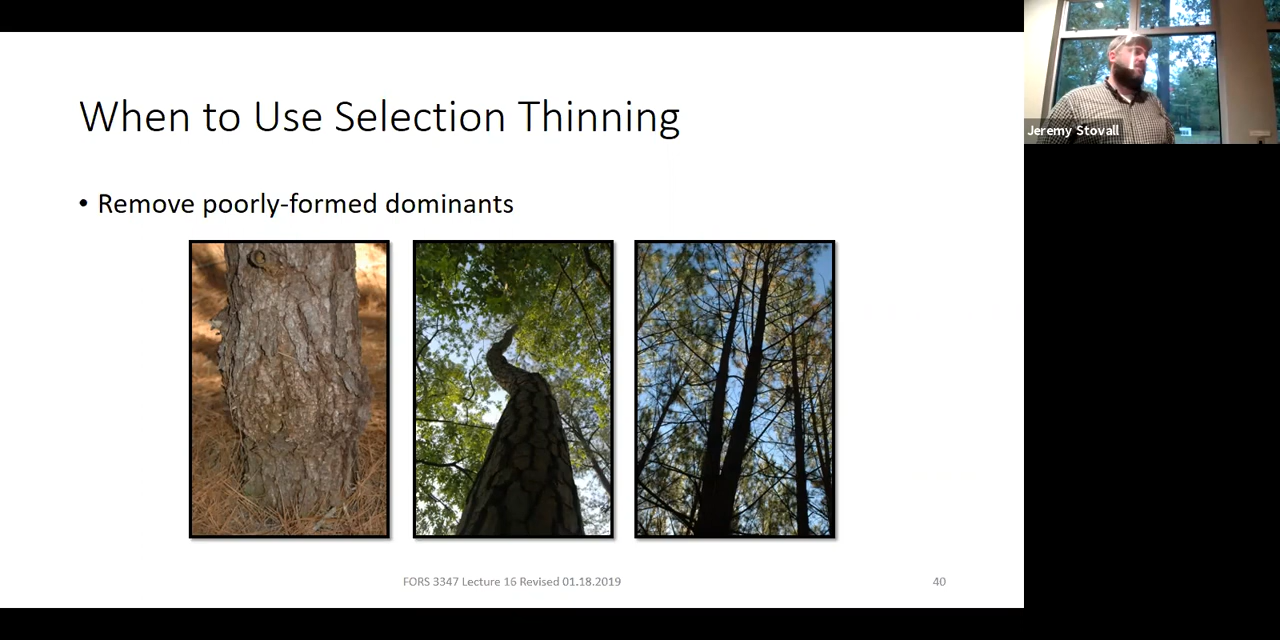 When to Use Selection Thinning
• Remove poorly-formed dominants
FORS 3347 Lecture 16 Revised 01.18.2019
40
Jeremy Stovall